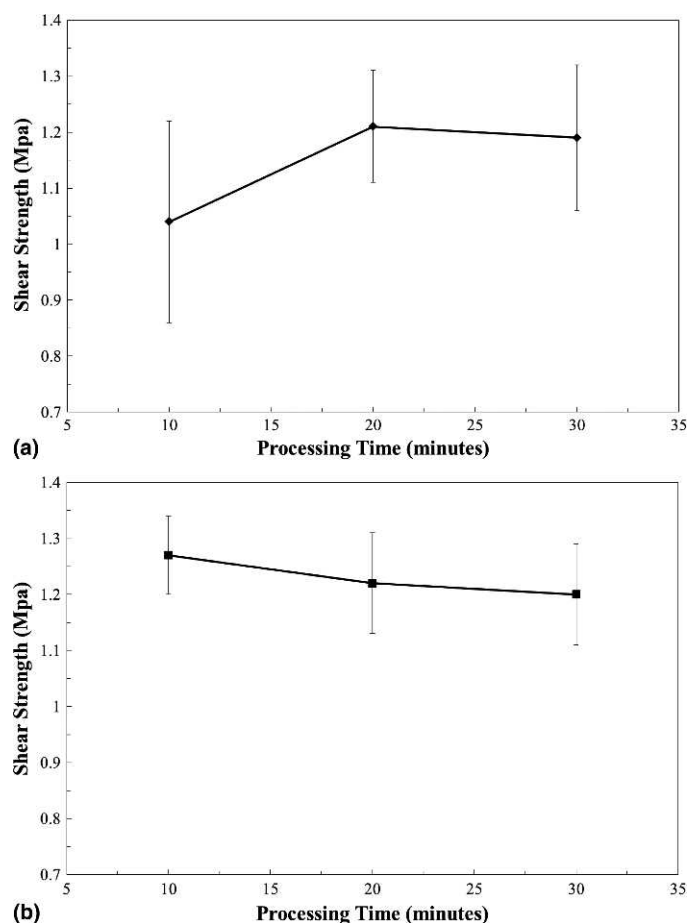 1.4
1.3
1.2
1.1
1
0.9
0.8
0.7
Shear Strength (Mpa)
5 10 15 20 25 30 35
(a) Processing Time (minutes)
1.4
1.3
1.2
1.1
1
0.9
0.8
0.7
Shear Strength (Mpa)
5 10 15 20 25 30 35
(b) Processing Time (minutes)